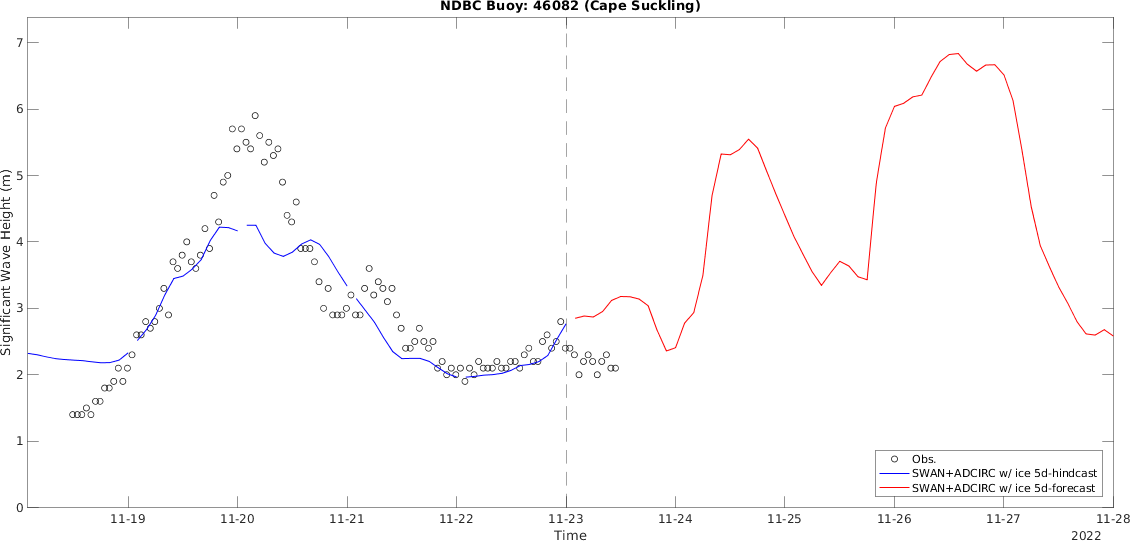 NDBC Buoy: 46082 (Cape Suckling)
Significant Wave Height (m)
7
6
5
4
3
2
1
0
Obs.
SWAN+ADCIRC w/ ice 5d-hindcast
SWAN+ADCIRC w/ ice 5d-forecast
11-19 11-20 11-21 11-22 11-23 11-24 11-25 11-26 11-27 11-28
Time
2022